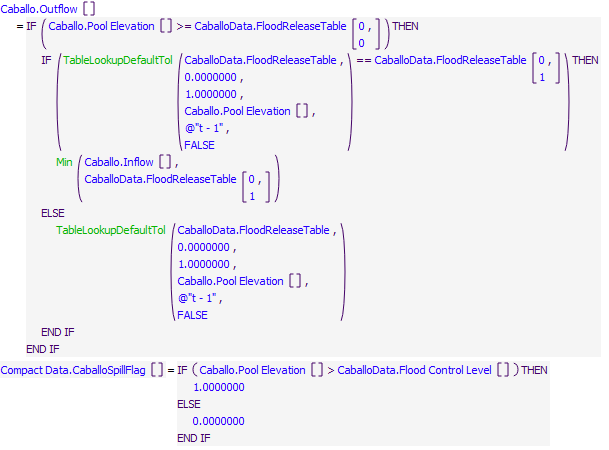 Caballo.Outflow []
= IF ( Caballo.Pool Elevation [] >= CaballoData.FloodReleaseTable [ 0 , ) THEN
0
IF ( TableLookupDefaultTol ( CaballoData.FloodReleaseTable , ) == CaballoData.FloodReleaseTable [ 0 , ] ) THEN
0.0000000 , 1
1.0000000 ,
Caballo.Pool Elevation [] ,
@"t - 1" ,
FALSE
Min ( Caballo.Inflow [] ,
CaballoData.FloodReleaseTable [ 0 , ] )
1
ELSE
TableLookupDefaultTol ( CaballoData.FloodReleaseTable , )
0.0000000 ,
1.0000000 ,
Caballo.Pool Elevation [] ,
@"t - 1" ,
FALSE
END IF
END IF
Compact Data.CaballoSpillFlag [] = IF ( Caballo.Pool Elevation [] > CaballoData.Flood Control Level [] ) THEN
1.0000000
ELSE
0.0000000
END IF